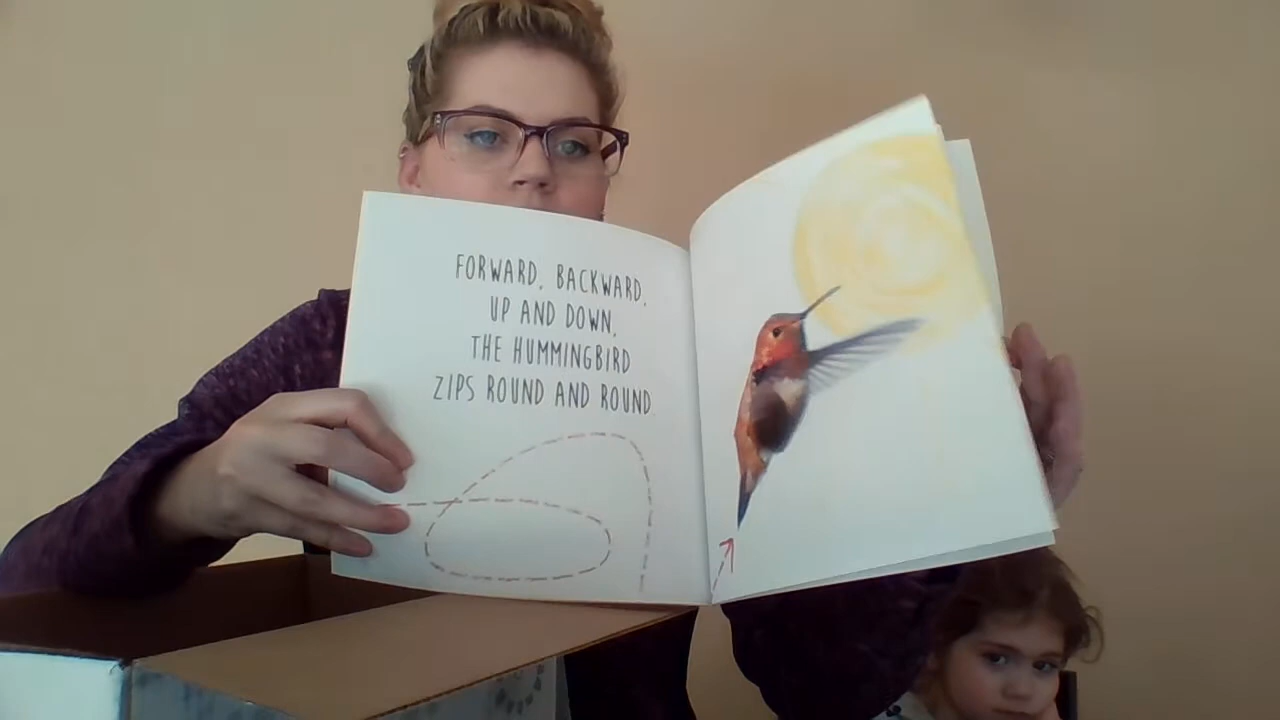 FORWARD, BACKWARD,
UP AND DOWN,
THE HUMMINGBIRD
ZIPS ROUND AND ROUND